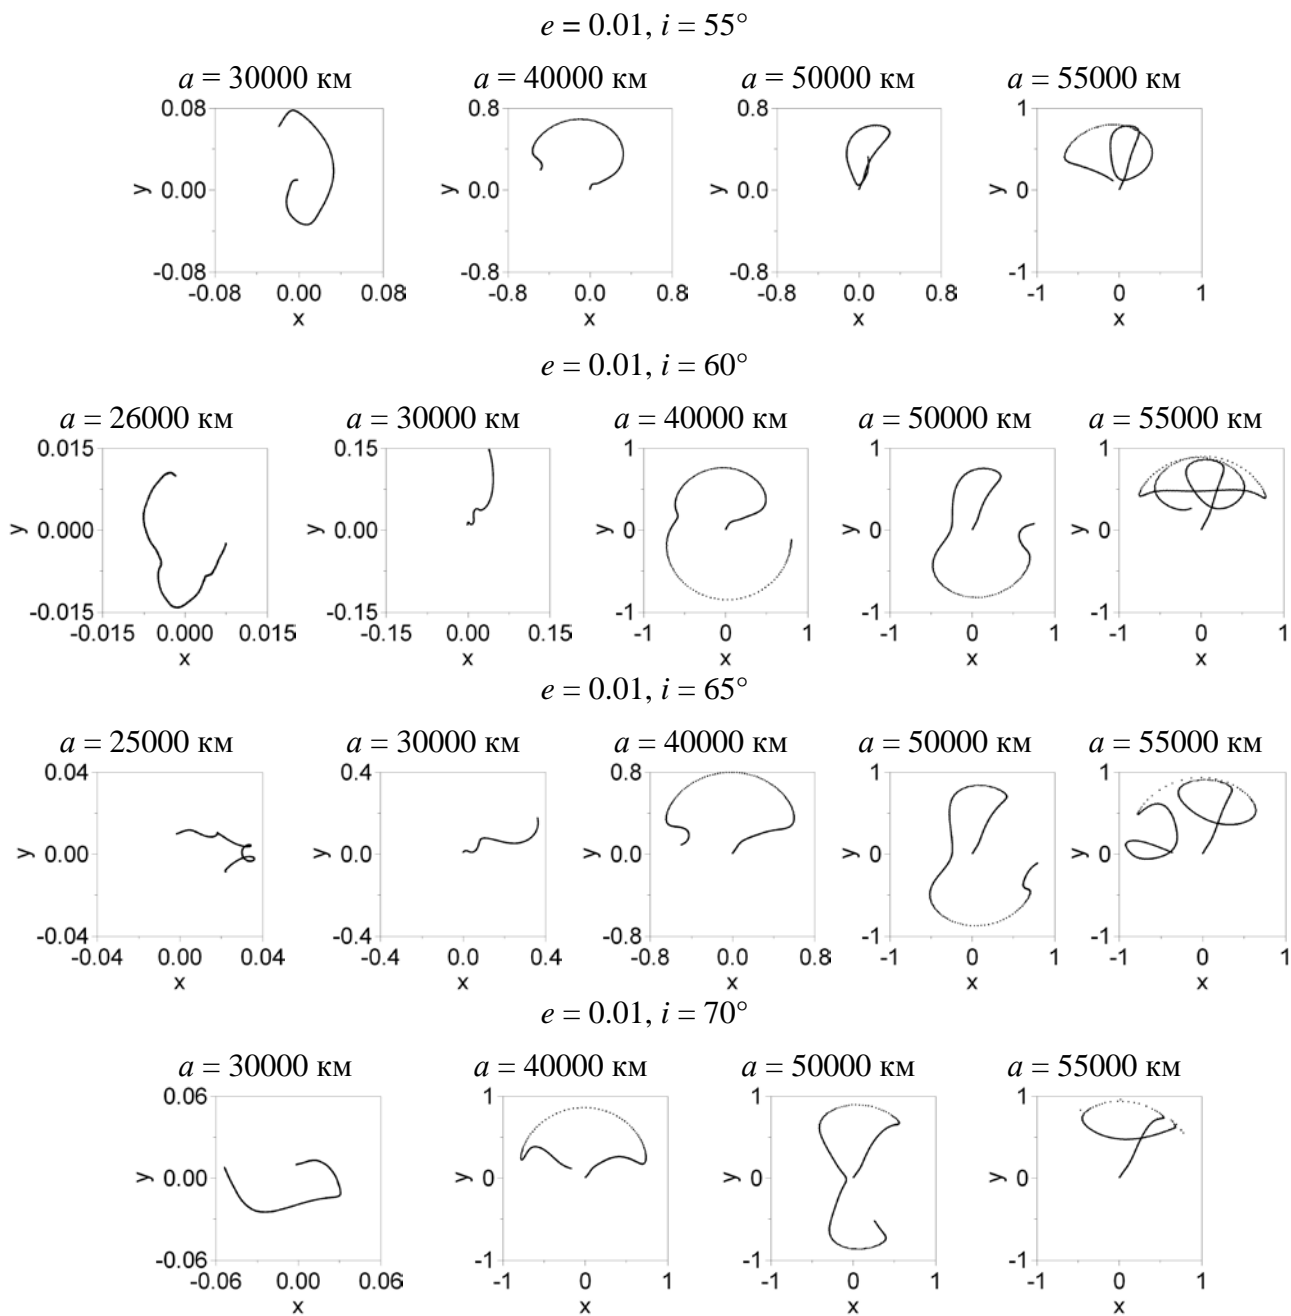 e = 0.01, i = 55°
a = 30000 км a = 40000 км a = 50000 км a = 55000 км
0.08 0.8 0.8 1
y 0.00 y 0.0 y 0.0 y 0
-0.08 -0.8 -0.8 -1
-0.08 0.00 0.08 -0.8 0.0 0.8 -0.8 0.0 0.8 -1 0 1
x x x x
e = 0.01, i = 60°
a = 26000 км a = 30000 км a = 40000 км a = 50000 км a = 55000 км
0.015 0.15 1 1 1
y 0.000 y 0.00 y 0 y 0 y 0
-0.015 -0.15 -1 -1 -1
-0.015 0.000 0.015 -0.15 0.00 0.15 -1 0 1 -1 0 1 -1 0 1
x x x x x
e = 0.01, i = 65°
a = 25000 км a = 30000 км a = 40000 км a = 50000 км a = 55000 км
0.04 0.4 0.8 1 1
y 0.00 y 0.0 y 0.0 y 0 y 0
-0.04 -0.4 -0.8 -1 -1
-0.04 0.00 0.04 -0.4 0.0 0.4 -0.8 0.0 0.8 -1 0 1 -1 0 1
x x x x x
e = 0.01, i = 70°
a = 30000 км a = 40000 км a = 50000 км a = 55000 км
0.06 1 1 1
y 0.00 y 0 y 0 y 0
-0.06 -1 -1 -1
-0.06 0.00 0.06 -1 0 1 -1 0 1 -1 0 1
x x x x